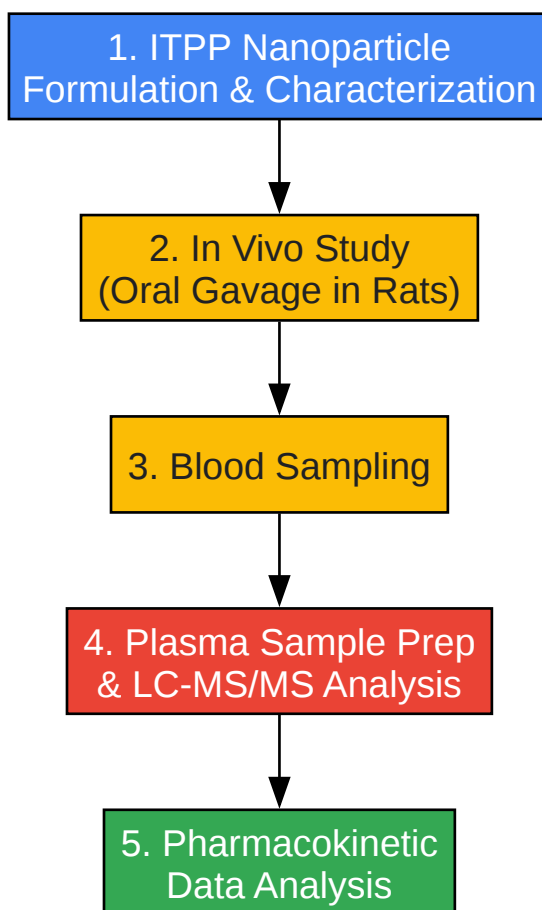 1. ITPP Nanoparticle
Formulation & Characterization
2. In Vivo Study
(Oral Gavage in Rats)
3. Blood Sampling
4. Plasma Sample Prep
& LC-MS/MS Analysis
5. Pharmacokinetic
Data Analysis